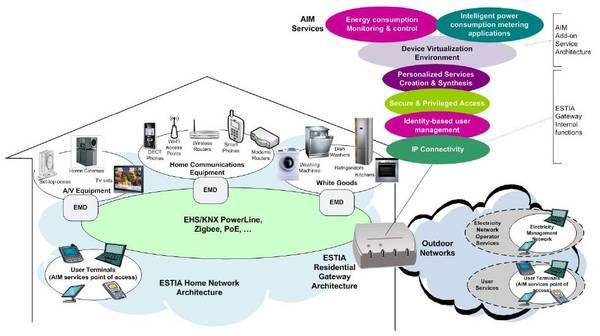 AIM
Services
Energy consumption
Monitoring & control
Intelligent power
consumption metering
applications
Device Virtualization
Environment
AIM
Add-on
Service
Architecture
Personalized Services
Creation & Synthesis
Secure & Privileged Access
Identity-based user
management
IP Connectivity
ESTIA
Gateway
Internal
functions
Home Cinemas
Set-top boxes
TV sets
A/V Equipment
DECT
Phones
Wi-Fi
Access
Points
Wireless
Routers
Smart
Phones
Modems
Routers
Home Communications
Equipment
Washing
Machines
Dish
Washers
Refrigerators
Kitchens
White Goods
EMD
EMD
EMD
EHS/KNX PowerLine,
Zigbee, PoE, ...
User Terminals
(AIM services point of access)
ESTIA Home Network
Architecture
ESTIA
Residential
Gateway
Architecture
Outdoor
Networks
Electricity
Network
Operator
Services
Electricity
Management
Network
User
Services
User Terminals
(AIM services point of
access)